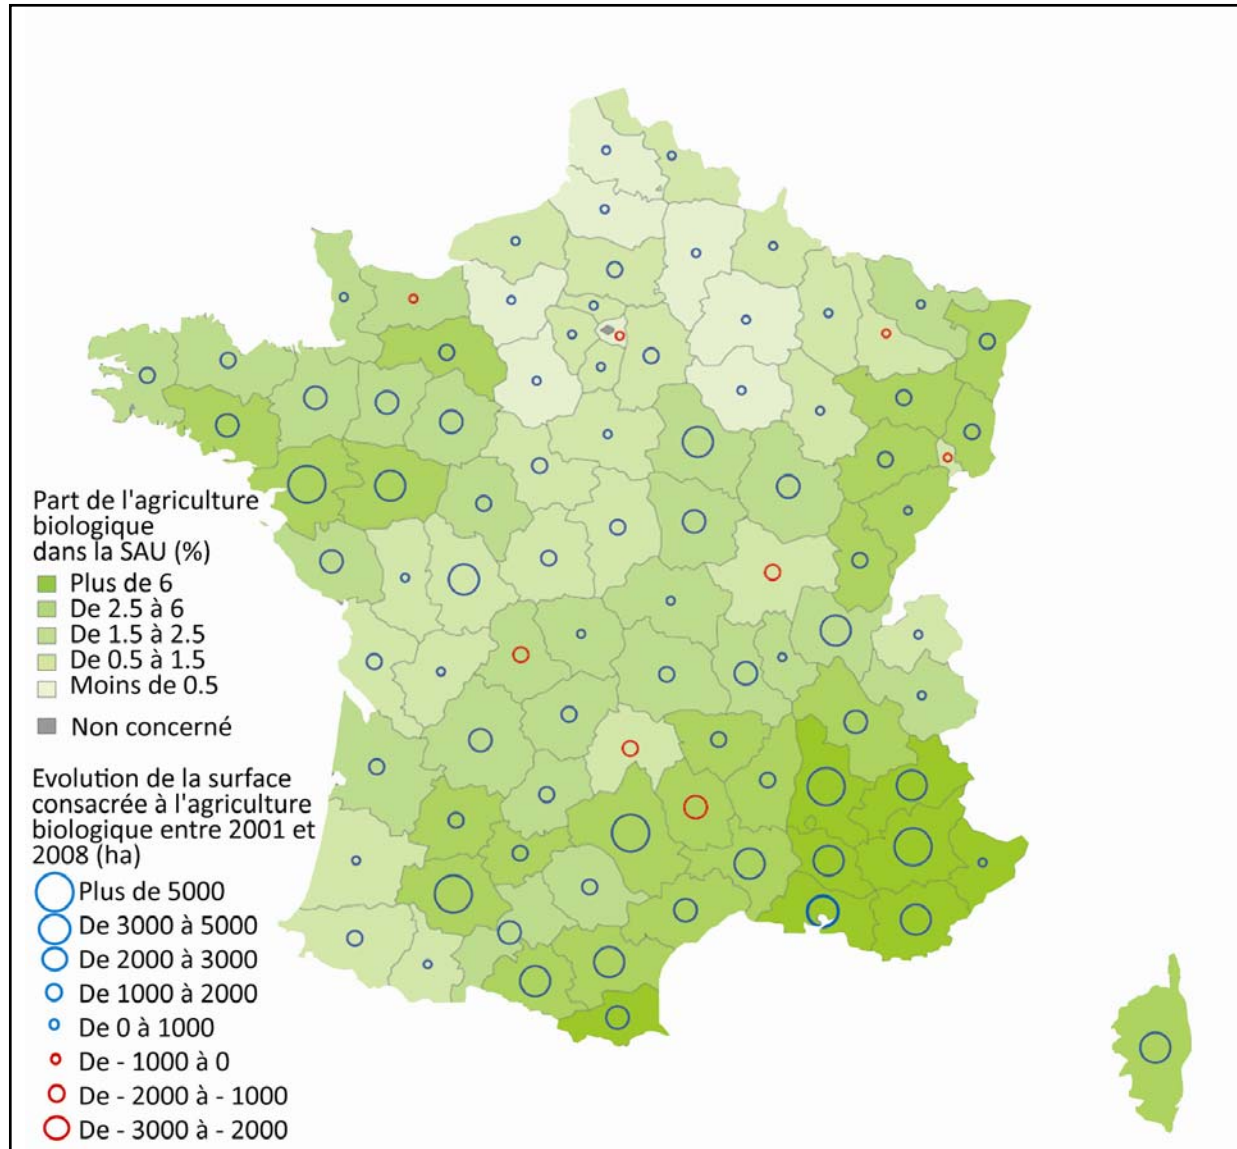 Part de l'agriculture
biologique
dans la SAU (%)
Plus de 6
De 2.5 à 6
De 1.5 à 2.5
De 0.5 à 1.5
Moins de 0.5
Non concerné
Evolution de la surface
consacrée à l'agriculture
biologique entre 2001 et
2008 (ha)
Plus de 5000
De 3000 à 5000
De 2000 à 3000
De 1000 à 2000
De 0 à 1000
De - 1000 à 0
De - 2000 à - 1000
De - 3000 à - 2000